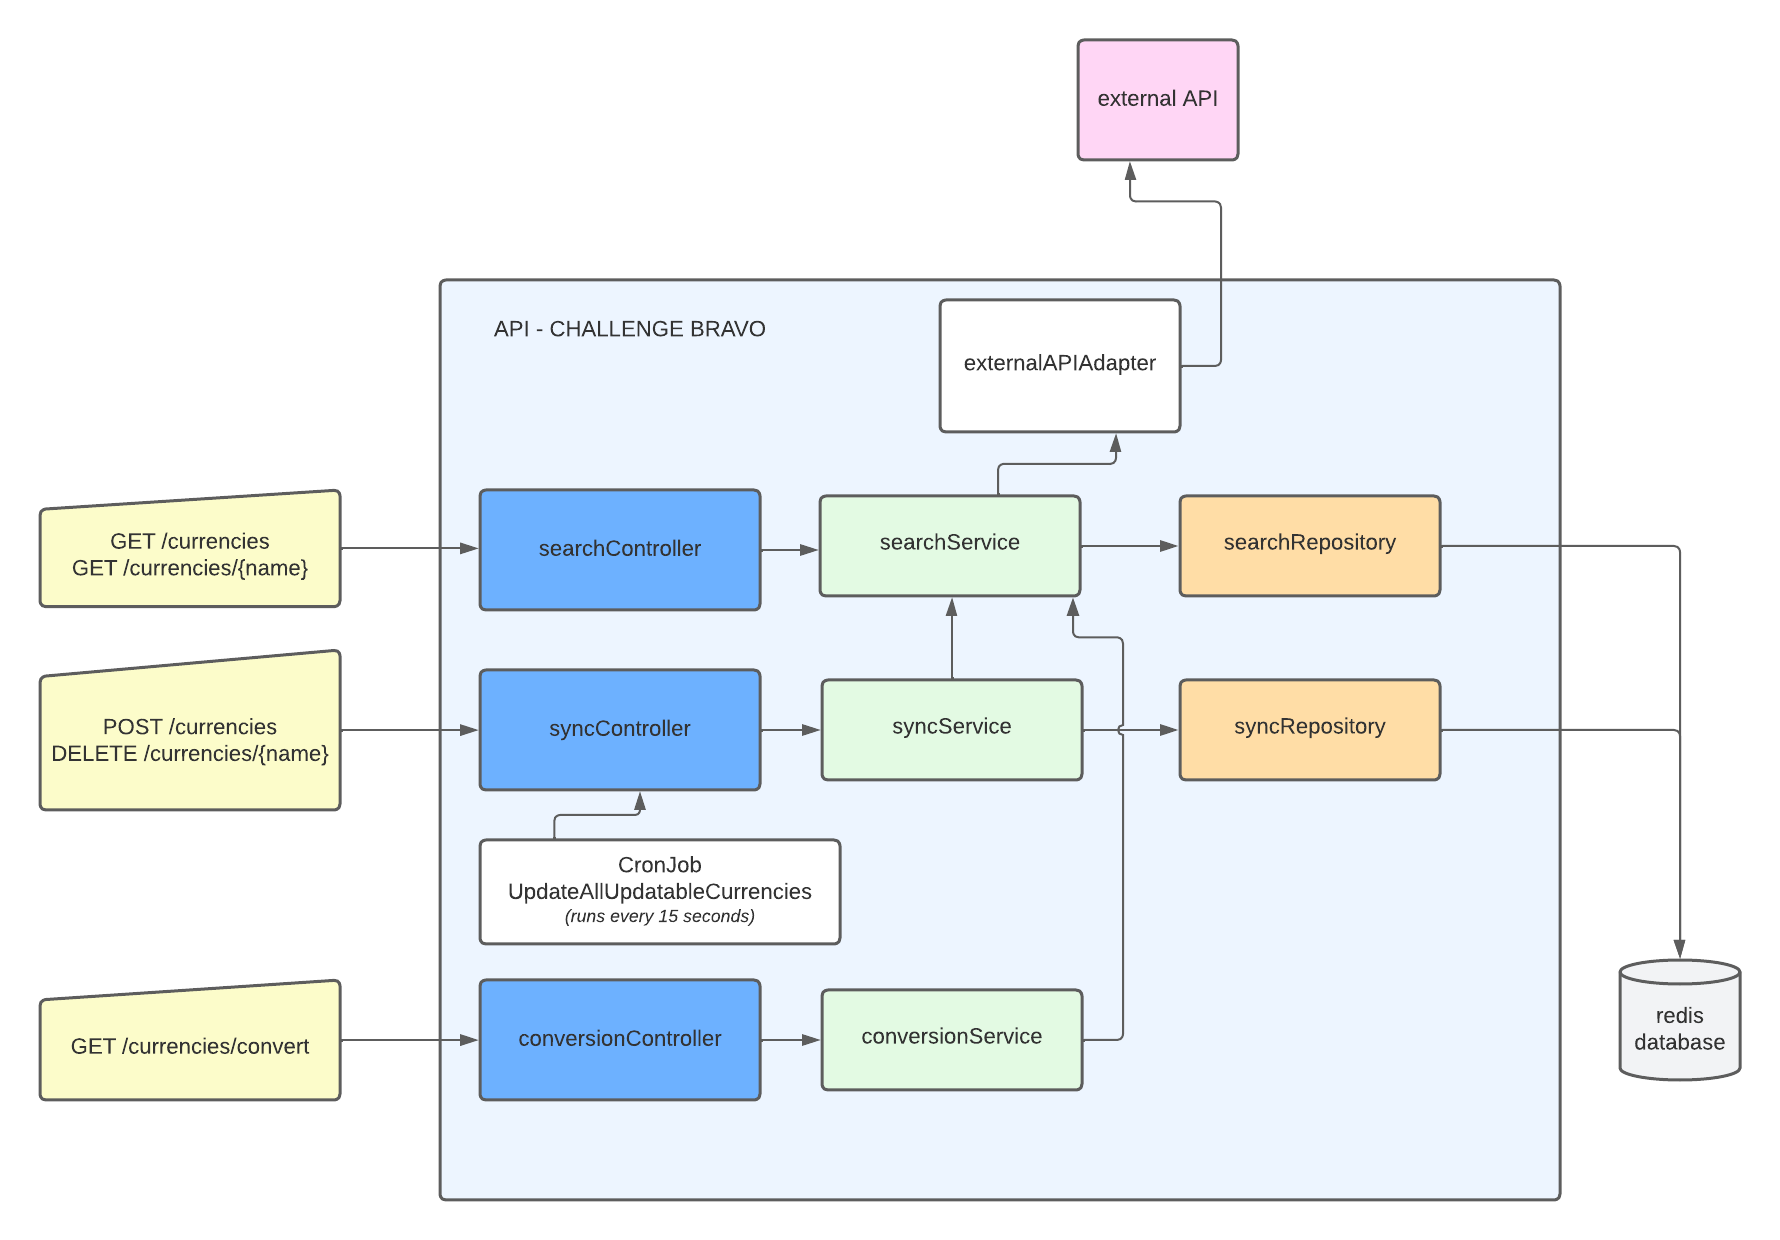 external API
API - CHALLENGE BRAVO
externalAPIAdapter
GET /currencies
GET /currencies/{name}
searchController
searchService
searchRepository
POST /currencies
DELETE /currencies/{name}
syncController
syncService
syncRepository
CronJob
UpdateAllUpdatableCurrencies
(runs every 15 seconds)
GET /currencies/convert
conversionController
conversionService
redis
database